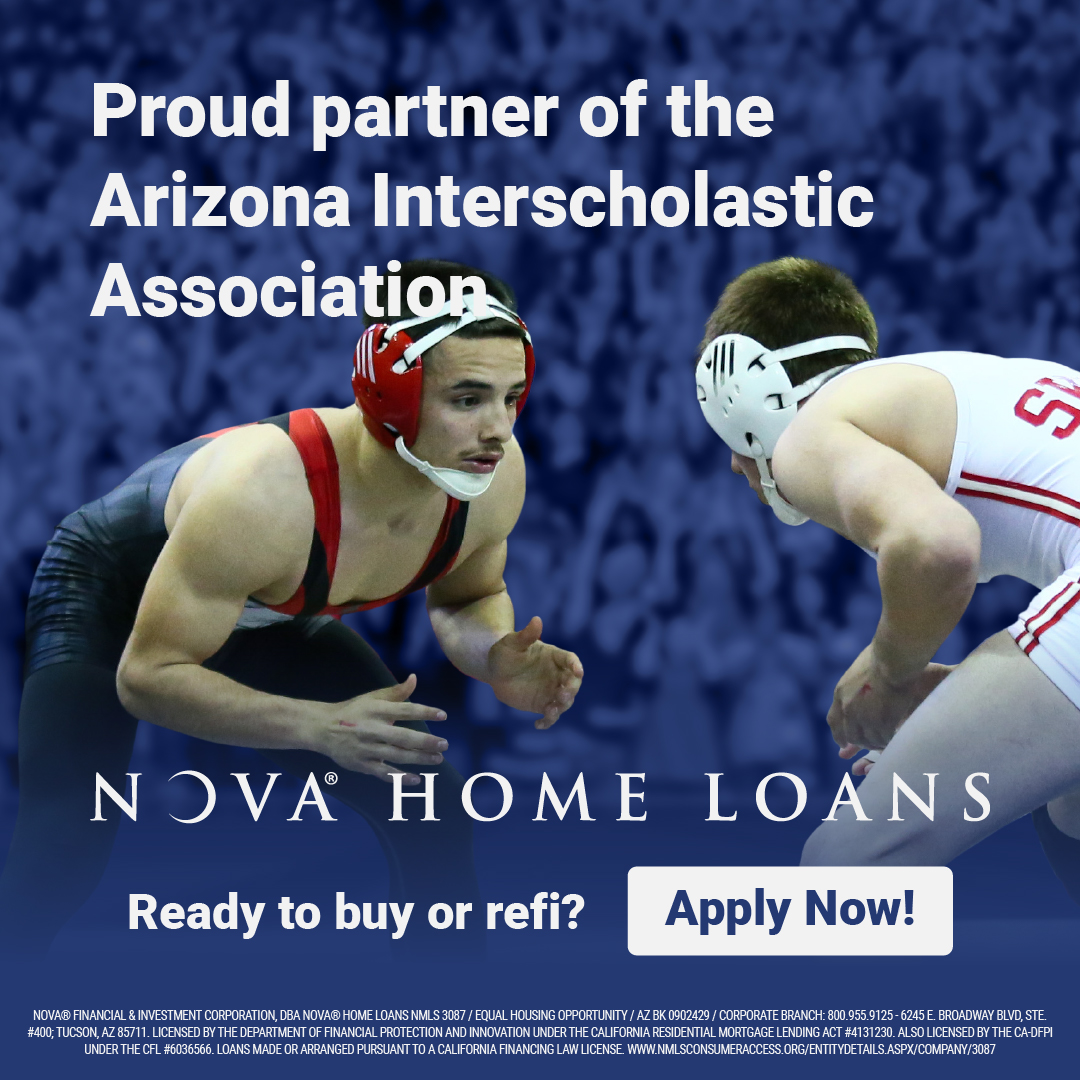 Proud partner of the
Arizona Interscholastic
Association
NOVA® HOME LOANS
Ready to buy or refi?
Apply Now!
NOVA® FINANCIAL & INVESTMENT CORPORATION, DBA NOVA® HOME LOANS NMLS 3087 / EQUAL HOUSING OPPORTUNITY / AZ BK 0902429 / CORPORATE BRANCH: 800.955.9125 - 6245 E. BROADWAY BLVD, STE.
#400; TUCSON, AZ 85711. LICENSED BY THE DEPARTMENT OF FINANCIAL PROTECTION AND INNOVATION UNDER THE CALIFORNIA RESIDENTIAL MORTGAGE LENDING ACT #4131230. ALSO LICENSED BY THE CA-DFPI
UNDER THE CFL #6036566. LOANS MADE OR ARRANGED PURSUANT TO A CALIFORNIA FINANCING LAW LICENSE. WWW.NMLSCONSUMERACCESS.ORG/ENTITYDETAILS.ASPX/COMPANY/3087